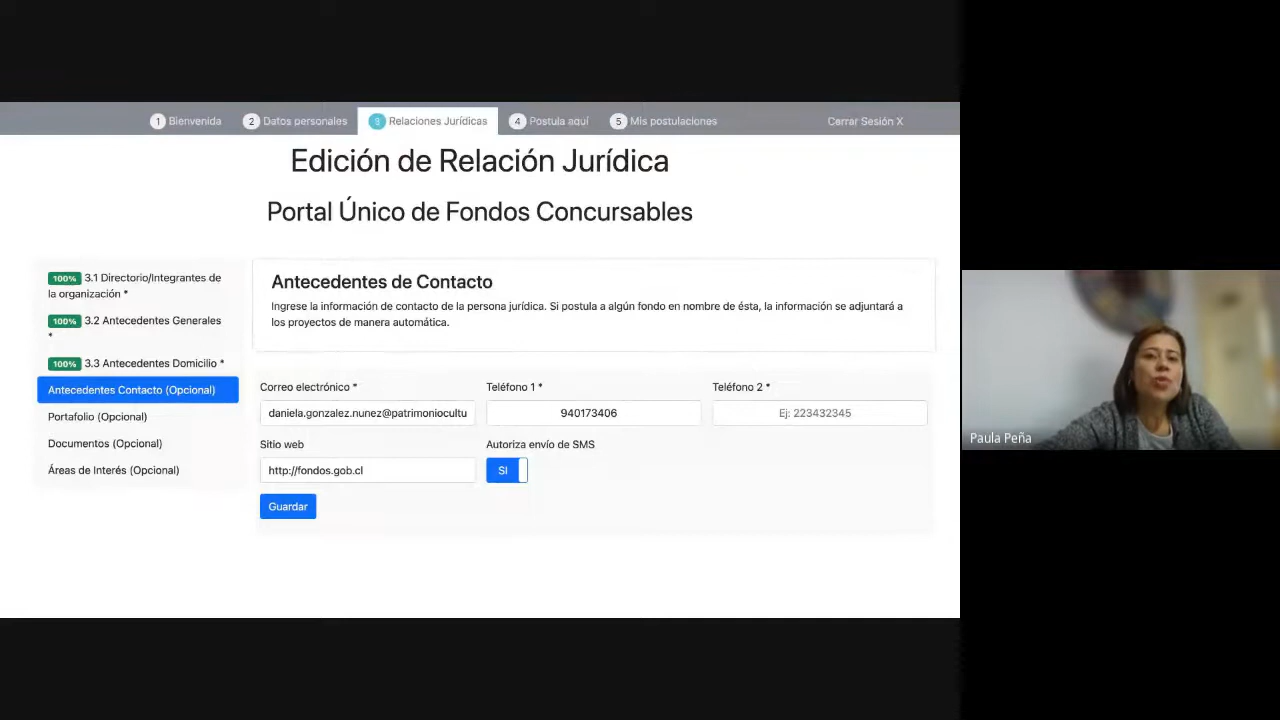 1 Bienvenida 2 Datos personales 3 Relaciones Jurídicas 4 Postula aquí 5 Mis postulaciones Cerrar Sesión X
Edición de Relación Jurídica
Portal Único de Fondos Concursables
100% 3.1 Directorio/Integrantes de
la organización *
100% 3.2 Antecedentes Generales
*
100% 3.3 Antecedentes Domicilio *
Antecedentes Contacto (Opcional)
Portafolio (Opcional)
Documentos (Opcional)
Áreas de Interés (Opcional)
Antecedentes de Contacto
Ingrese la información de contacto de la persona jurídica. Si postula a algún fondo en nombre de ésta, la información se adjuntará a
los proyectos de manera automática.
Correo electrónico * Teléfono 1 * Teléfono 2 *
daniela.gonzalez.nunez@patrimoniocultu 940173406 Ej: 223432345
Sitio web Autoriza envío de SMS
http://fondos.gob.cl SI
Guardar
Paula Peña